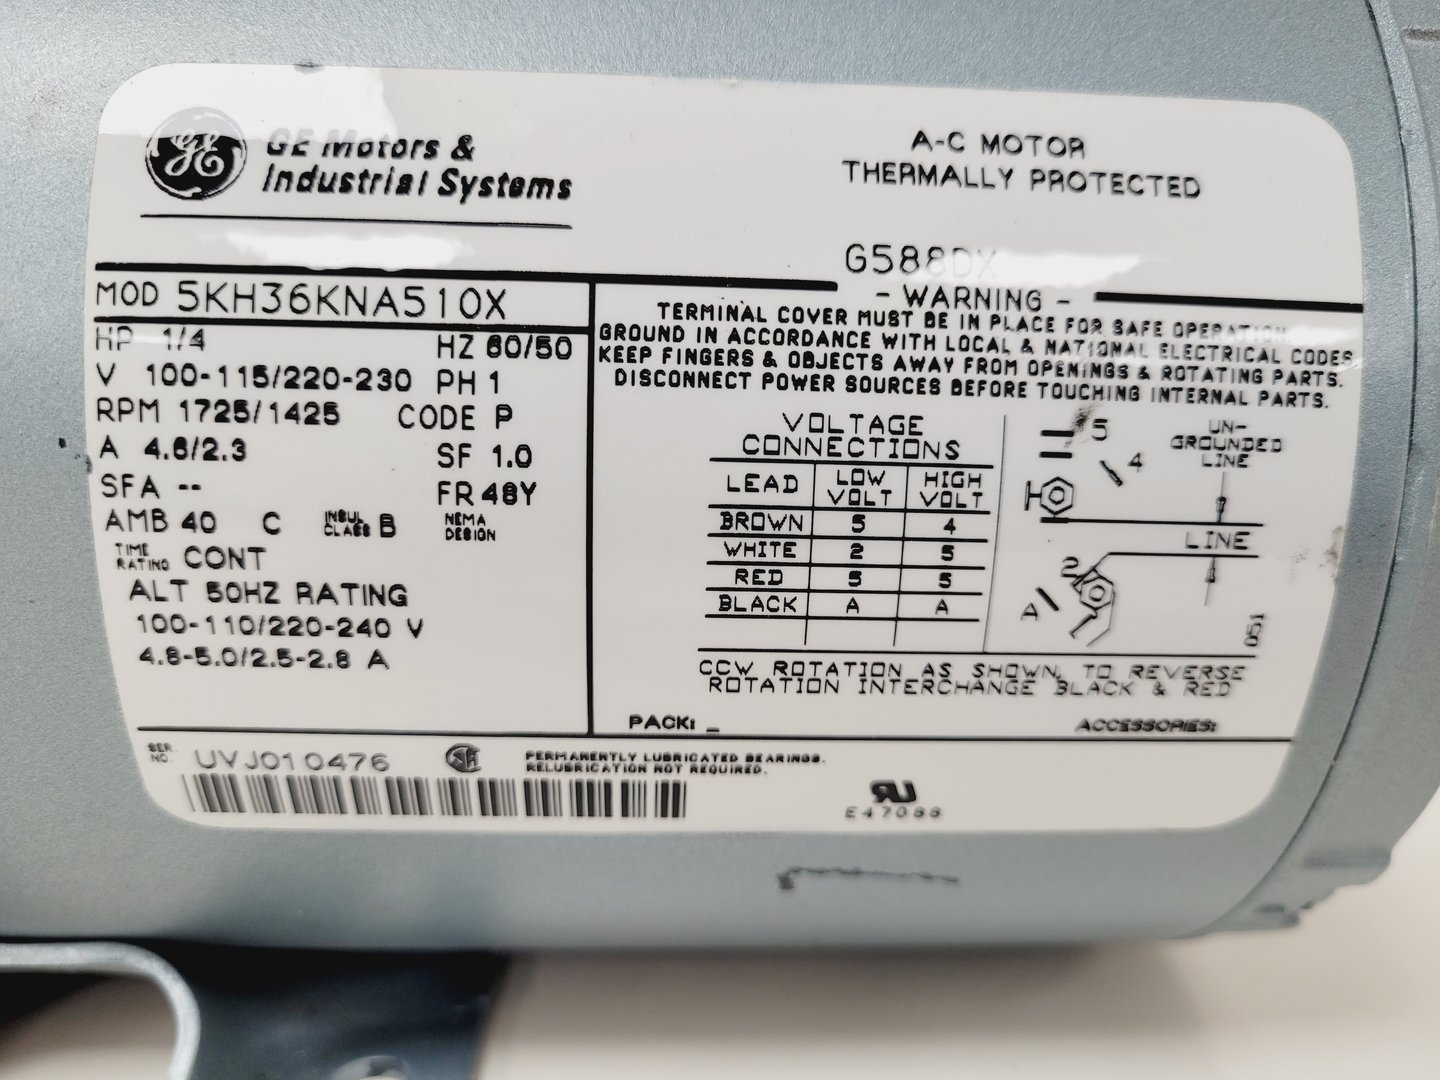 GE
GE Motors &
Industrial Systems
A-C MOTOR
THERMALLY PROTECTED
G588DX
MOD 5KH36KNA510X
HP 1/4 HZ 60/50
V 100-115/220-230 PH 1
RPM 1725/1425 CODE P
A 4.6/2.3 SF 1.0
SFA -- FR 48Y
AMB 40 C INSUL CLASS B NEMA DESIGN
TIME RATING CONT
ALT 50HZ RATING
100-110/220-240 V
4.8-5.0/2.5-2.8 A
- WARNING -
TERMINAL COVER MUST BE IN PLACE FOR SAFE OPERATION.
GROUND IN ACCORDANCE WITH LOCAL & NATIONAL ELECTRICAL CODES
KEEP FINGERS & OBJECTS AWAY FROM OPENINGS & ROTATING PARTS.
DISCONNECT POWER SOURCES BEFORE TOUCHING INTERNAL PARTS.
VOLTAGE
CONNECTIONS
LEAD LOW VOLT HIGH VOLT
BROWN 5 4
WHITE 2 5
RED 5 5
BLACK A A
5
4
UN-
GROUNDED
LINE
LINE
2
A
CCW ROTATION AS SHOWN, TO REVERSE
ROTATION INTERCHANGE BLACK & RED
PACK: _ ACCESSORIES:
SER. NO. UVJ010476
PERMANENTLY LUBRICATED BEARINGS.
RELUBRICATION NOT REQUIRED.
E47088